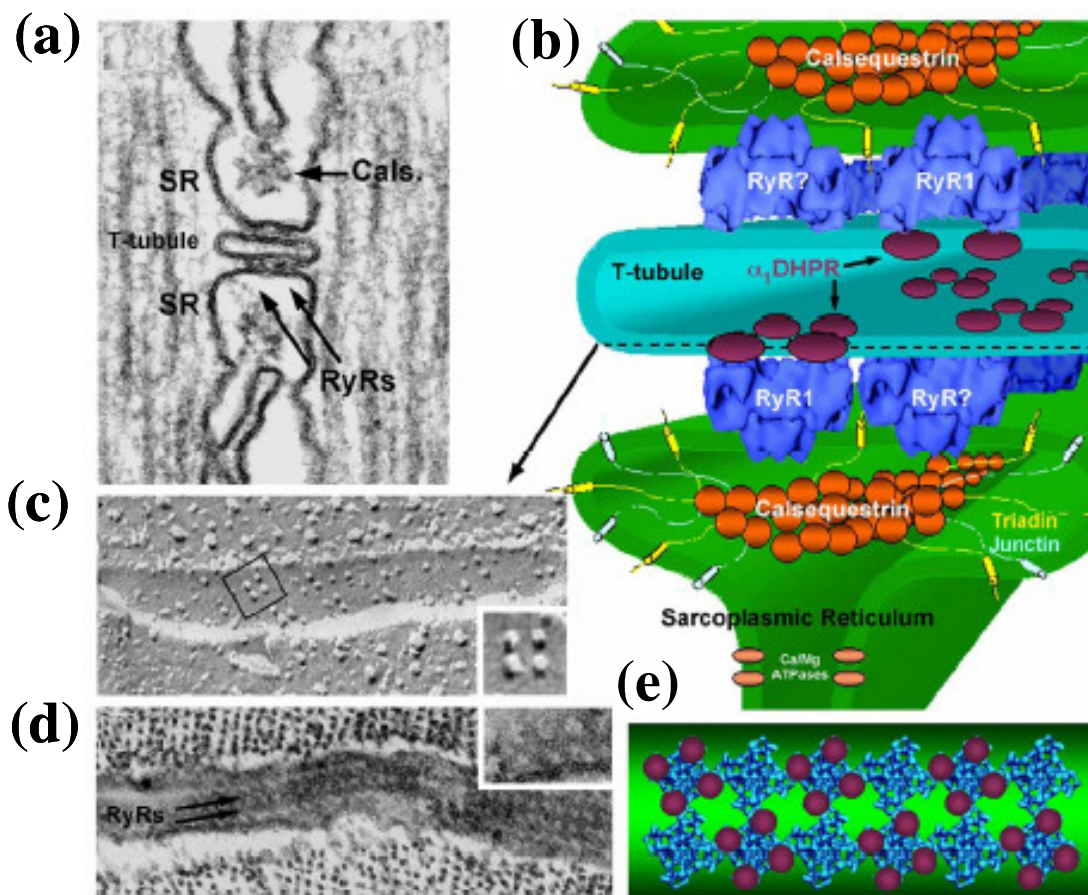 (a)
SR
Cals.
T-tubule
SR
RyRs
(b)
Calsequestrin
RyR?
RyR1
T-tubule
α₁DHPR
RyR1
RyR?
Calsequestrin
Triadin
Junctin
Sarcoplasmic Reticulum
Ca/Mg
ATPases
(c)
(d)
RyRs
(e)